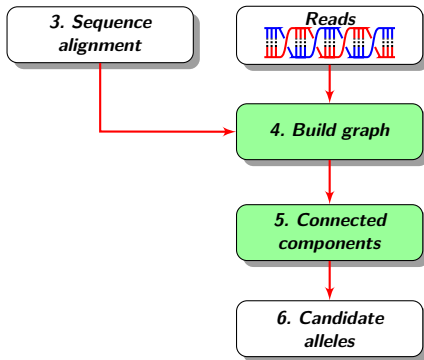 3. Sequence
alignment
Reads
4. Build graph
5. Connected
components
6. Candidate
alleles